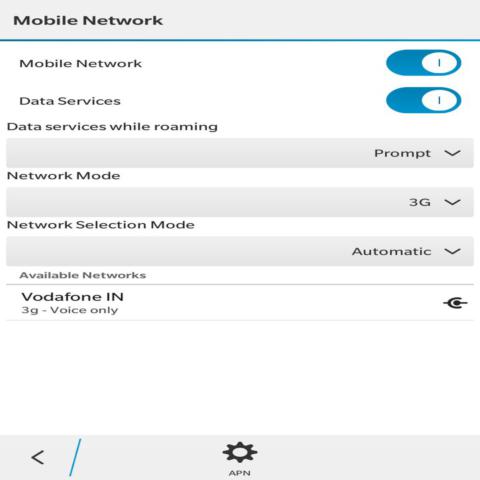 Mobile Network
Mobile Network
Data Services
Data services while roaming
Prompt
Network Mode
3G
Network Selection Mode
Automatic
Available Networks
Vodafone IN
3g - Voice only
APN